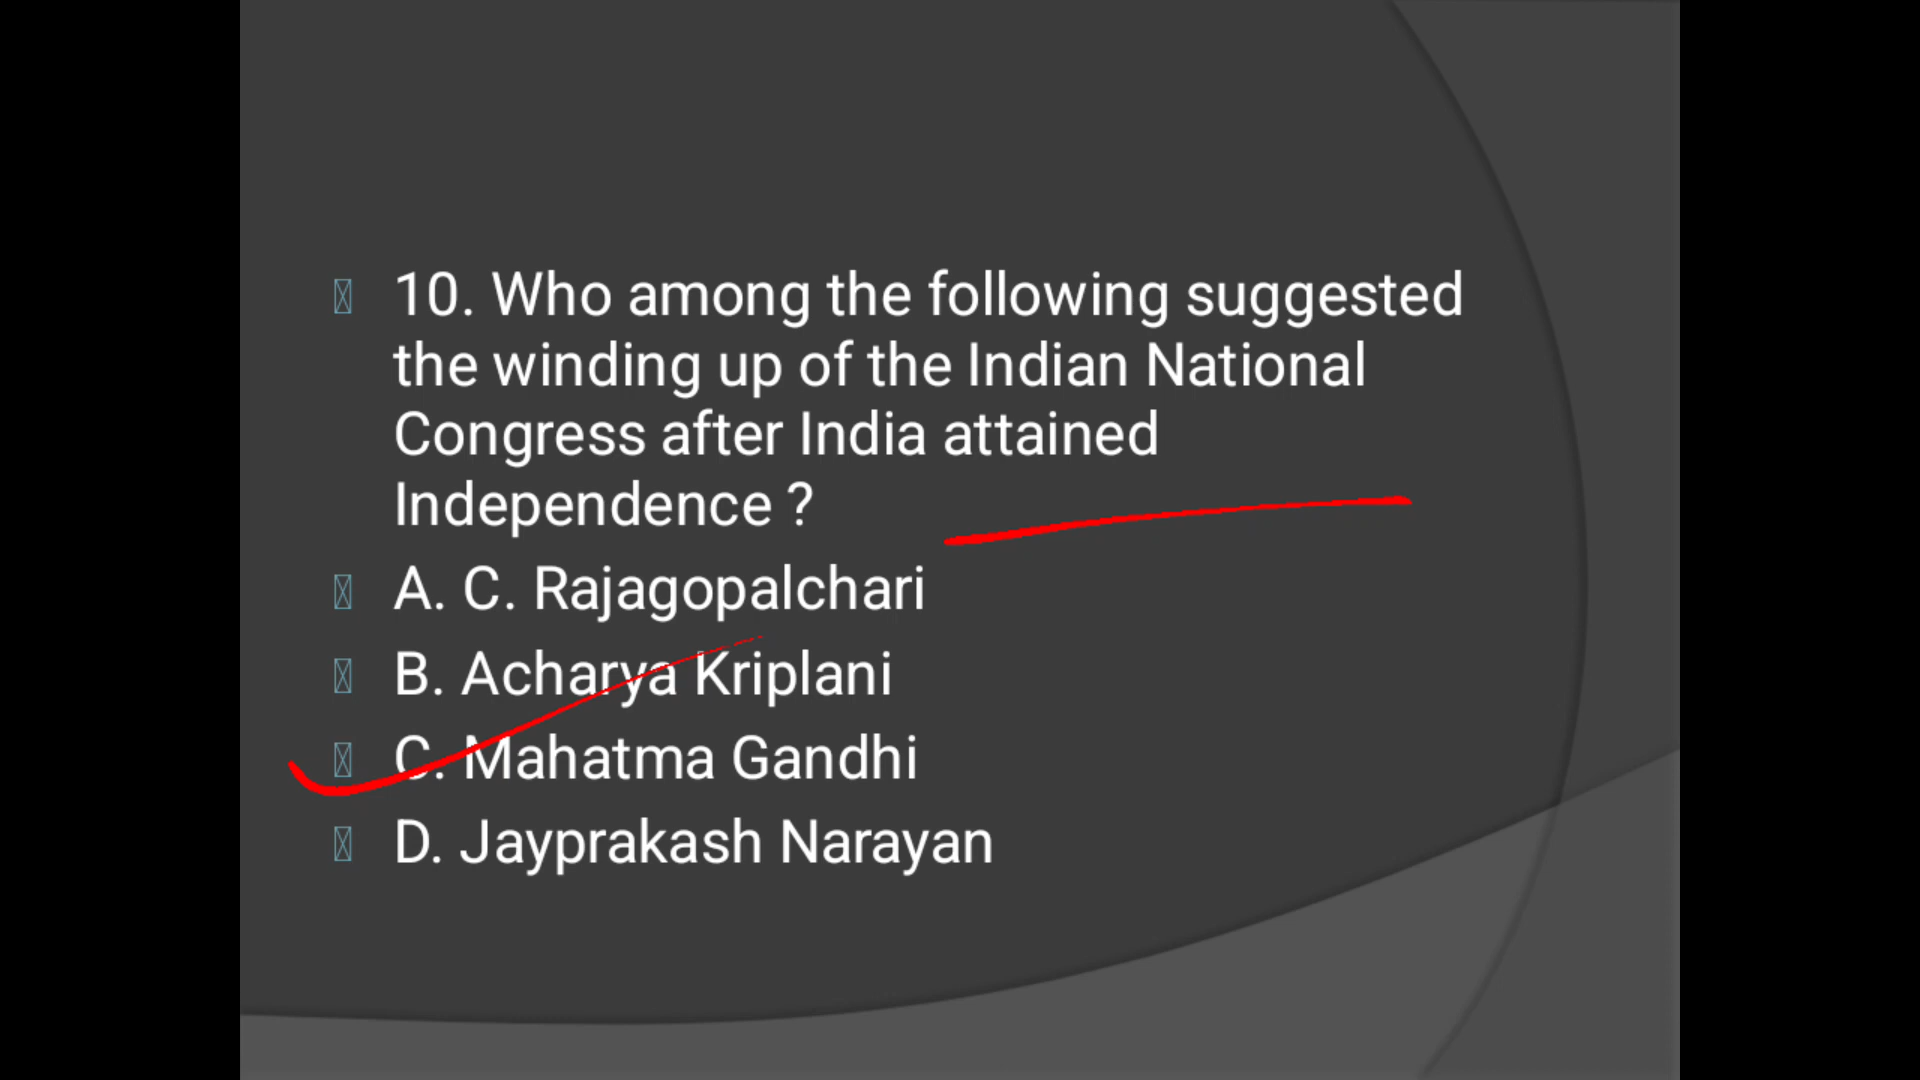 10. Who among the following suggested
the winding up of the Indian National
Congress after India attained
Independence ?
A. C. Rajagopalchari
B. Acharya Kriplani
C. Mahatma Gandhi
D. Jayprakash Narayan